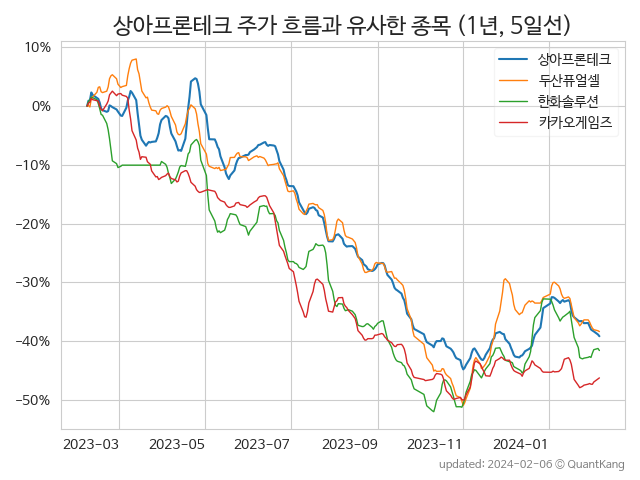 상아프론테크 주가 흐름과 유사한 종목 (1년, 5일선)
10%
0%
−10%
−20%
−30%
−40%
−50%
상아프론테크
두산퓨얼셀
한화솔루션
카카오게임즈
2023-03
2023-05
2023-07
2023-09
2023-11
2024-01
updated: 2024-02-06 © QuantKang